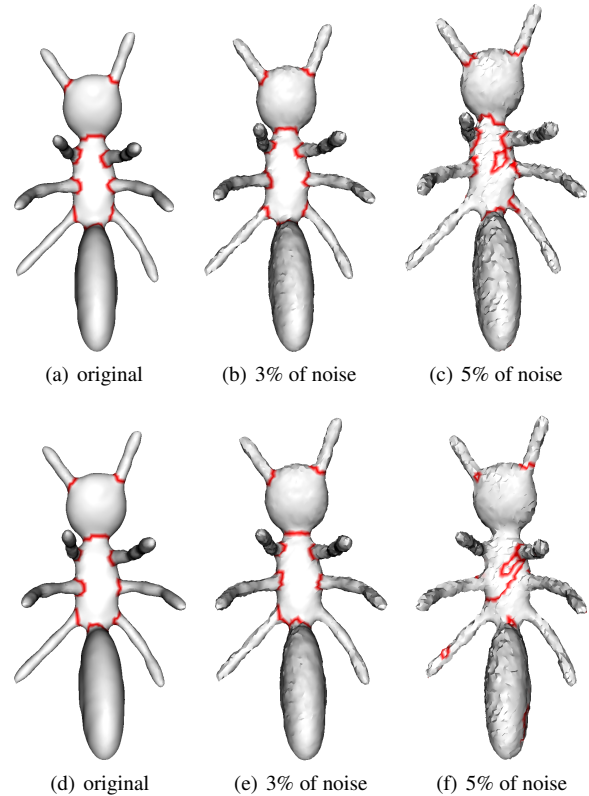 (a) original
(b) 3% of noise
(c) 5% of noise
(d) original
(e) 3% of noise
(f) 5% of noise